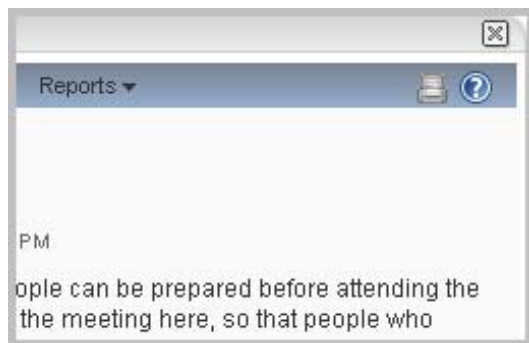 Reports
PM
ople can be prepared before attending the
the meeting here, so that people who